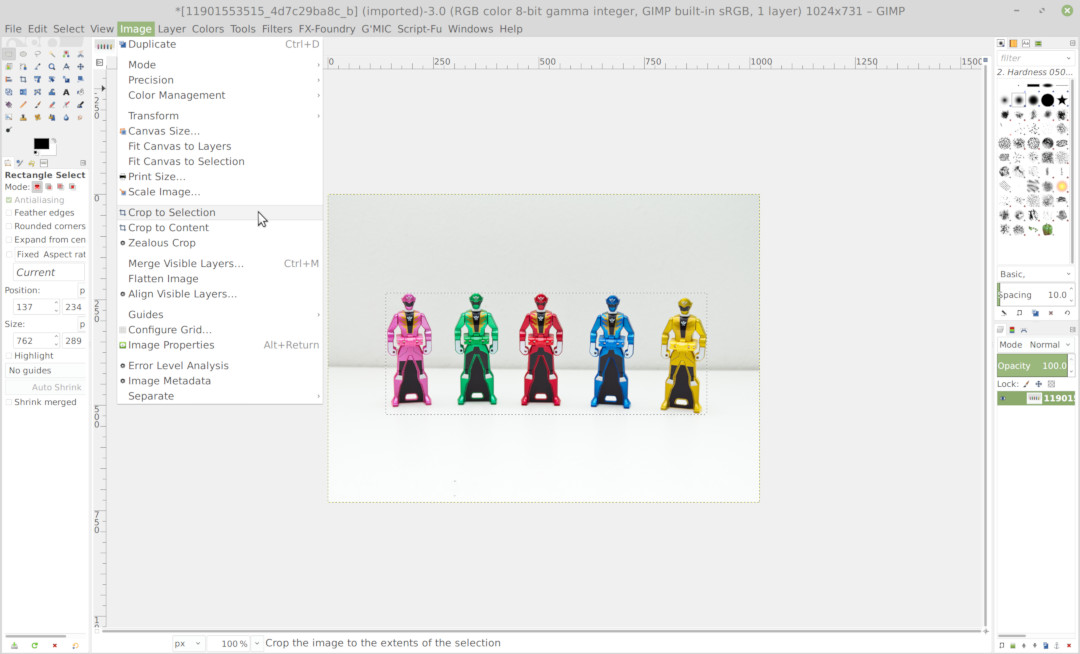 *[11901553515_4d7c29ba8c_b] (imported)-3.0 (RGB color 8-bit gamma integer, GIMP built-in sRGB, 1 layer) 1024x731 – GIMP
File Edit Select View Image Layer Colors Tools Filters FX-Foundry G'MIC Script-Fu Windows Help
Duplicate Ctrl+D
Mode
Precision
Color Management
Transform
Canvas Size...
Fit Canvas to Layers
Fit Canvas to Selection
Print Size...
Scale Image...
Crop to Selection
Crop to Content
Zealous Crop
Merge Visible Layers... Ctrl+M
Flatten Image
Align Visible Layers...
Guides
Configure Grid...
Image Properties Alt+Return
Error Level Analysis
Image Metadata
Separate
Rectangle Select
Mode:
Antialiasing
Feather edges
Rounded corners
Expand from cen
Fixed Aspect rat
Current
Position: p
137 234
Size: p
762 289
Highlight
No guides
Auto Shrink
Shrink merged
0 250 500 750 1000 1250 1500
250
0
250
500
750
1
px 100 % Crop the image to the extents of the selection
filter
2. Hardness 050...
Basic,
Spacing 10.0
Mode Normal
Opacity 100.0
Lock:
11901